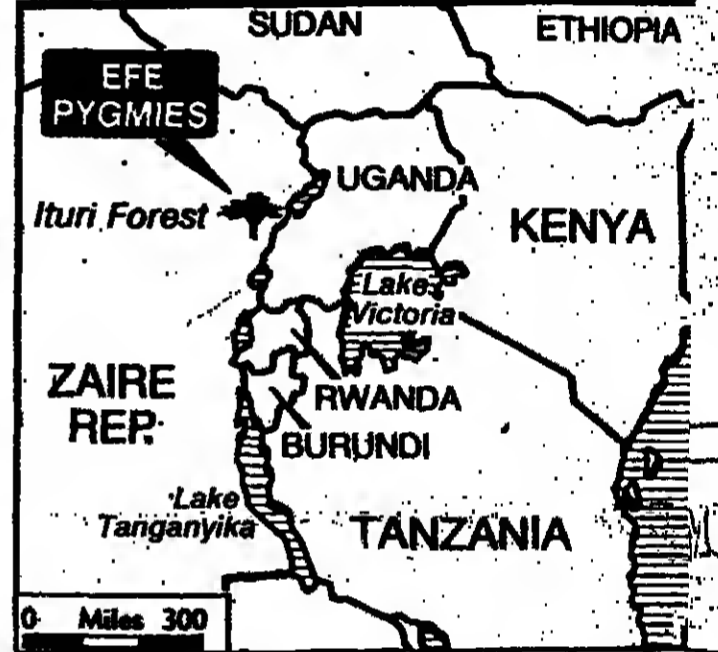 SUDAN
ETHIOPIA
EFE
PYGMIES
UGANDA
Ituri Forest
KENYA
Lake
Victoria
ZAIRE
REP.
RWANDA
BURUNDI
Lake
Tanganyika
TANZANIA
0 Miles 300